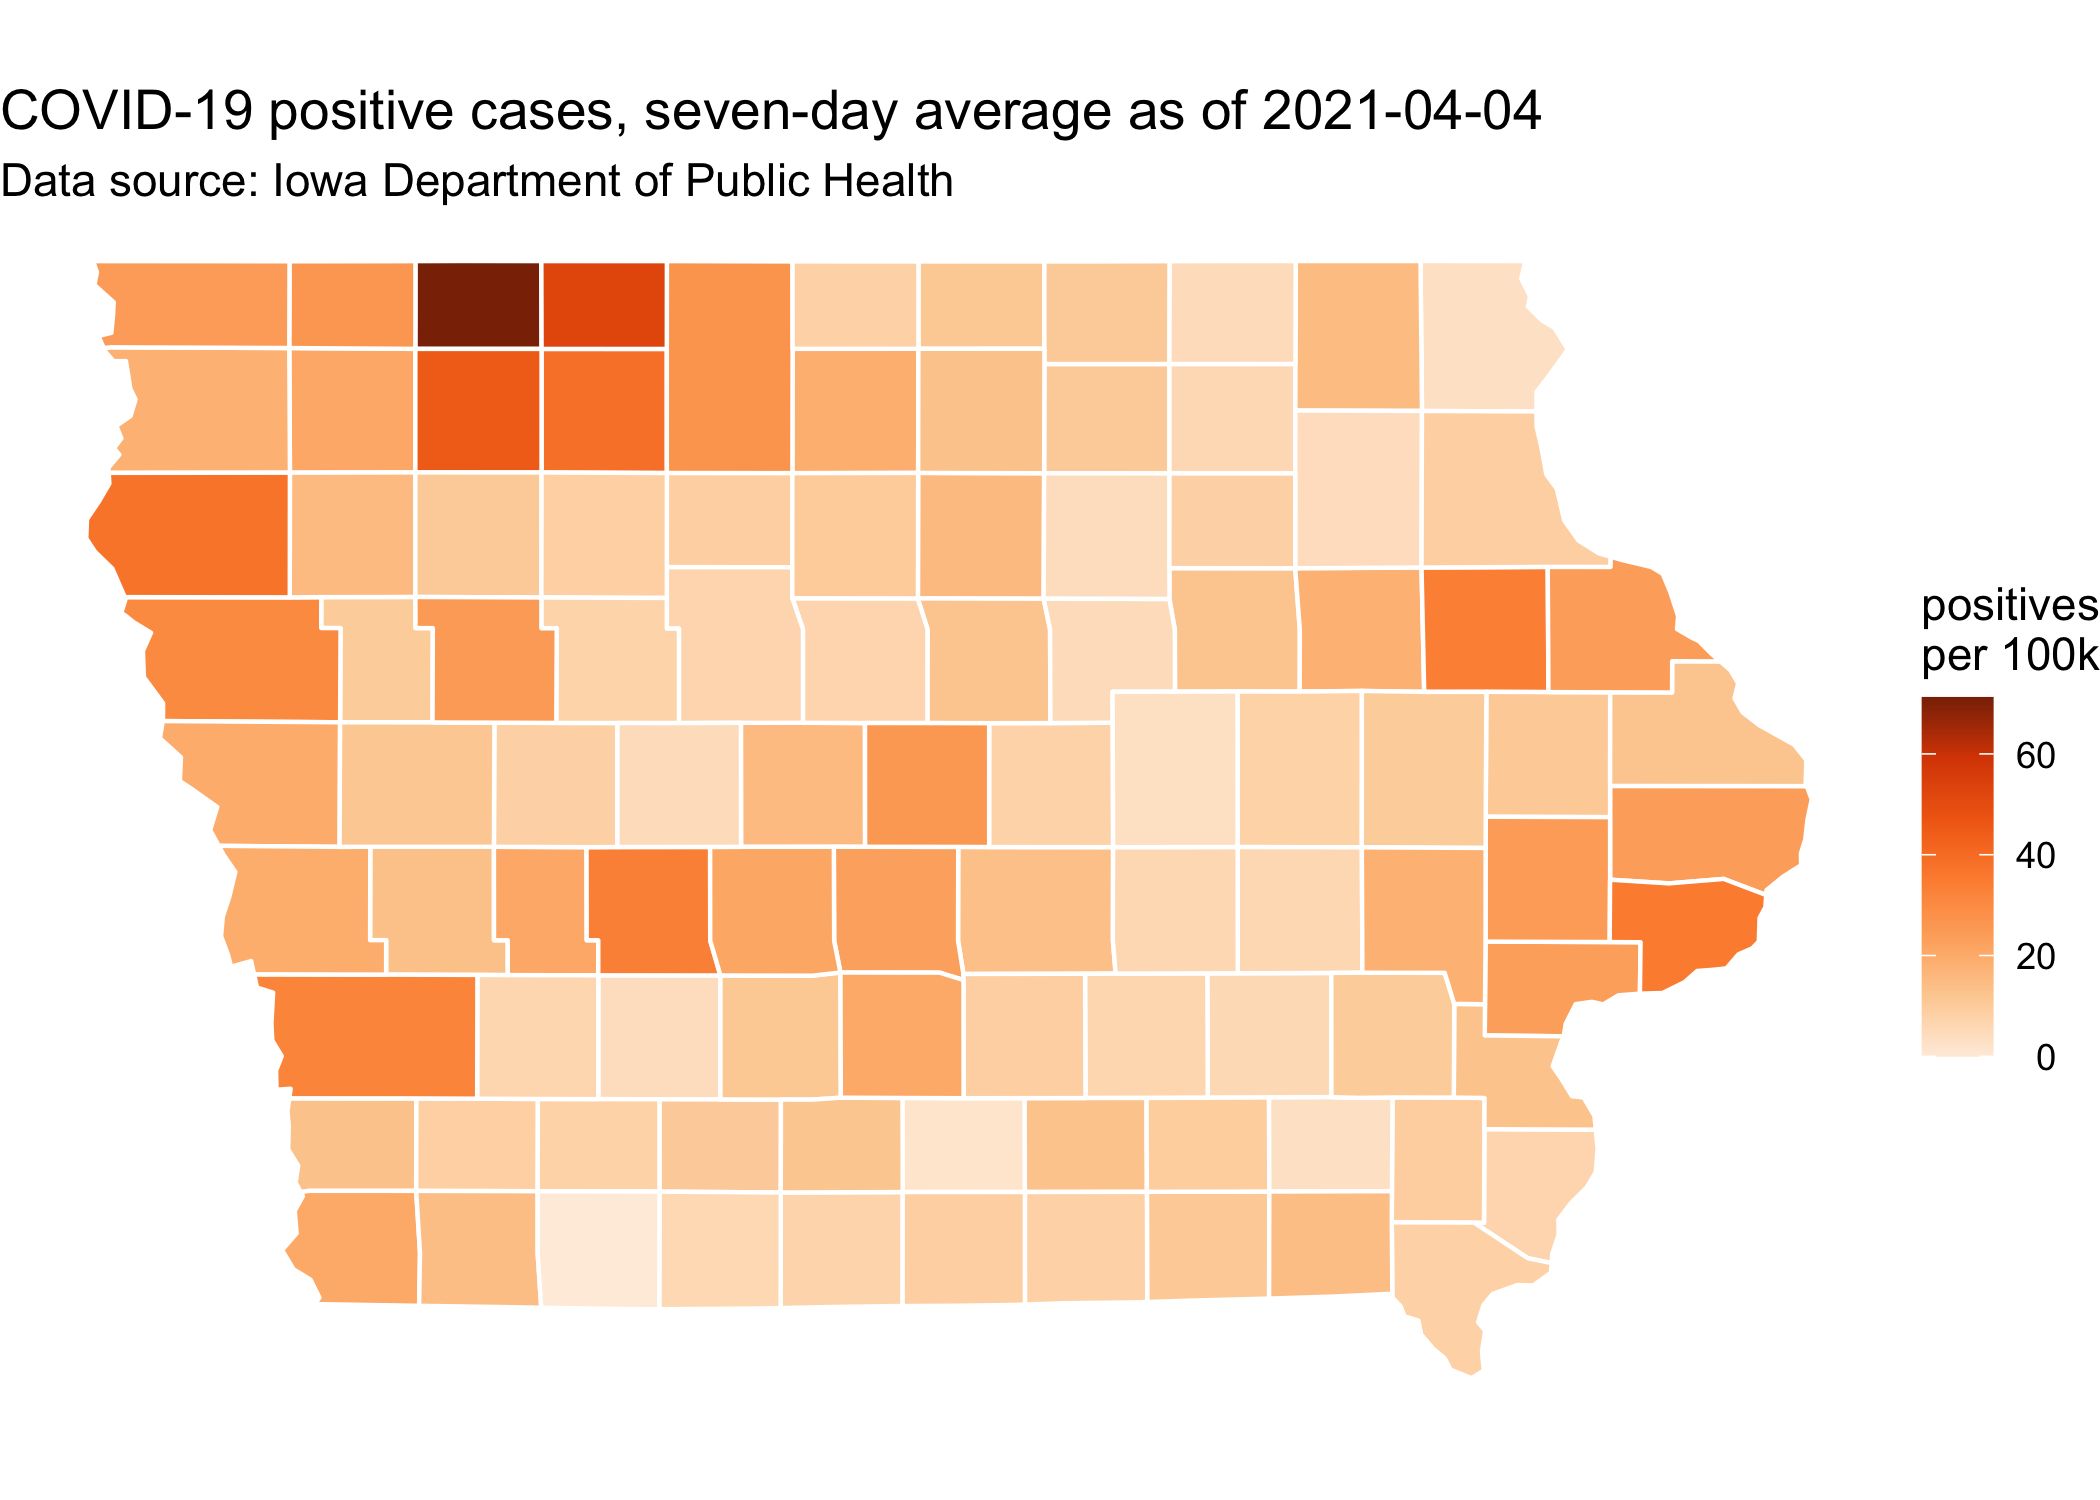 COVID-19 positive cases, seven-day average as of 2021-04-04
Data source: Iowa Department of Public Health
positives
per 100k
60
40
20
0